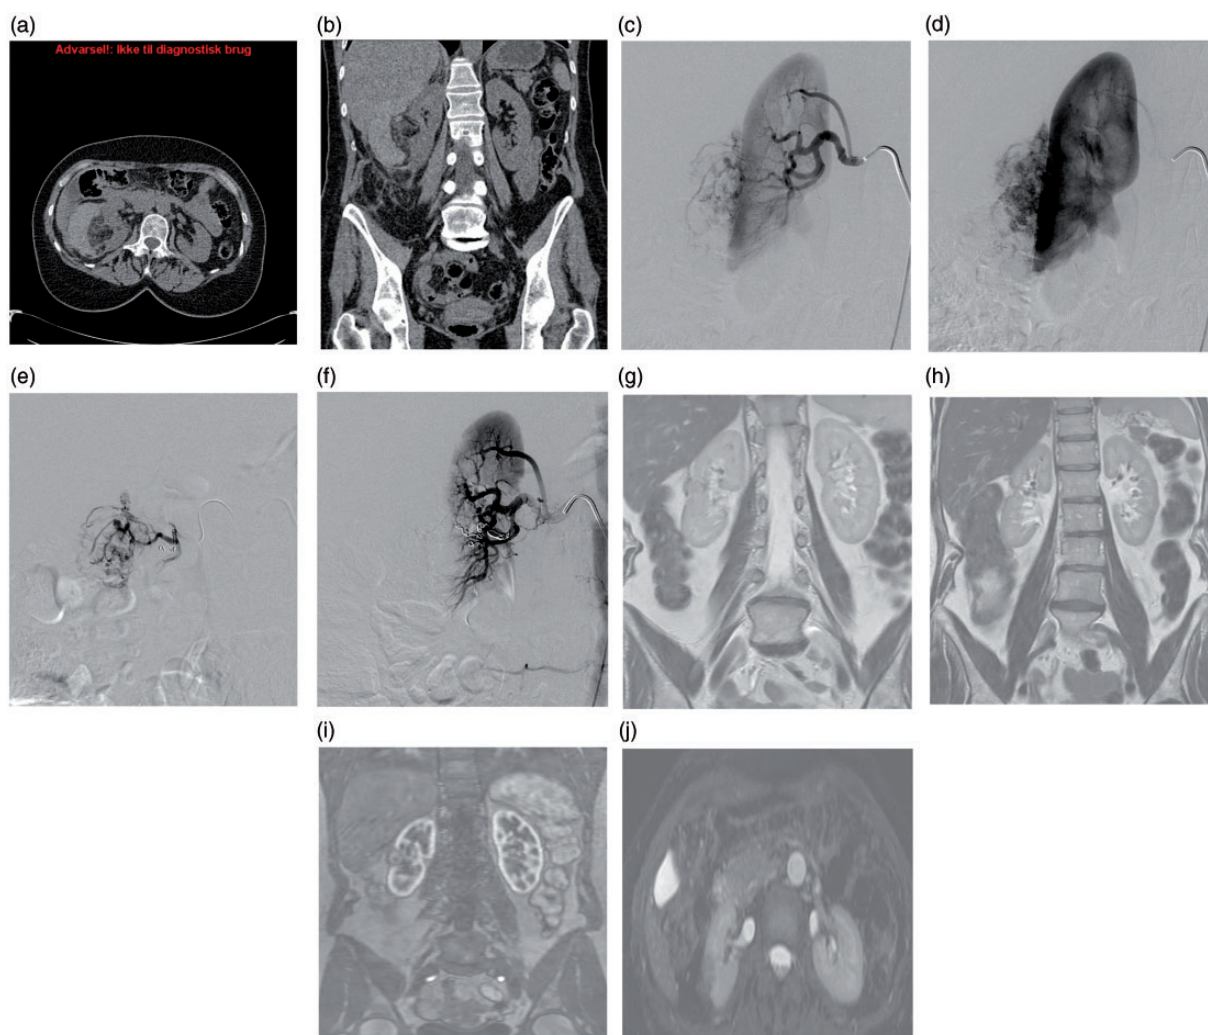 (a)
(b)
(c)
(d)
Advarsel!: Ikke til diagnostisk brug
(e)
(f)
(g)
(h)
(i)
(j)